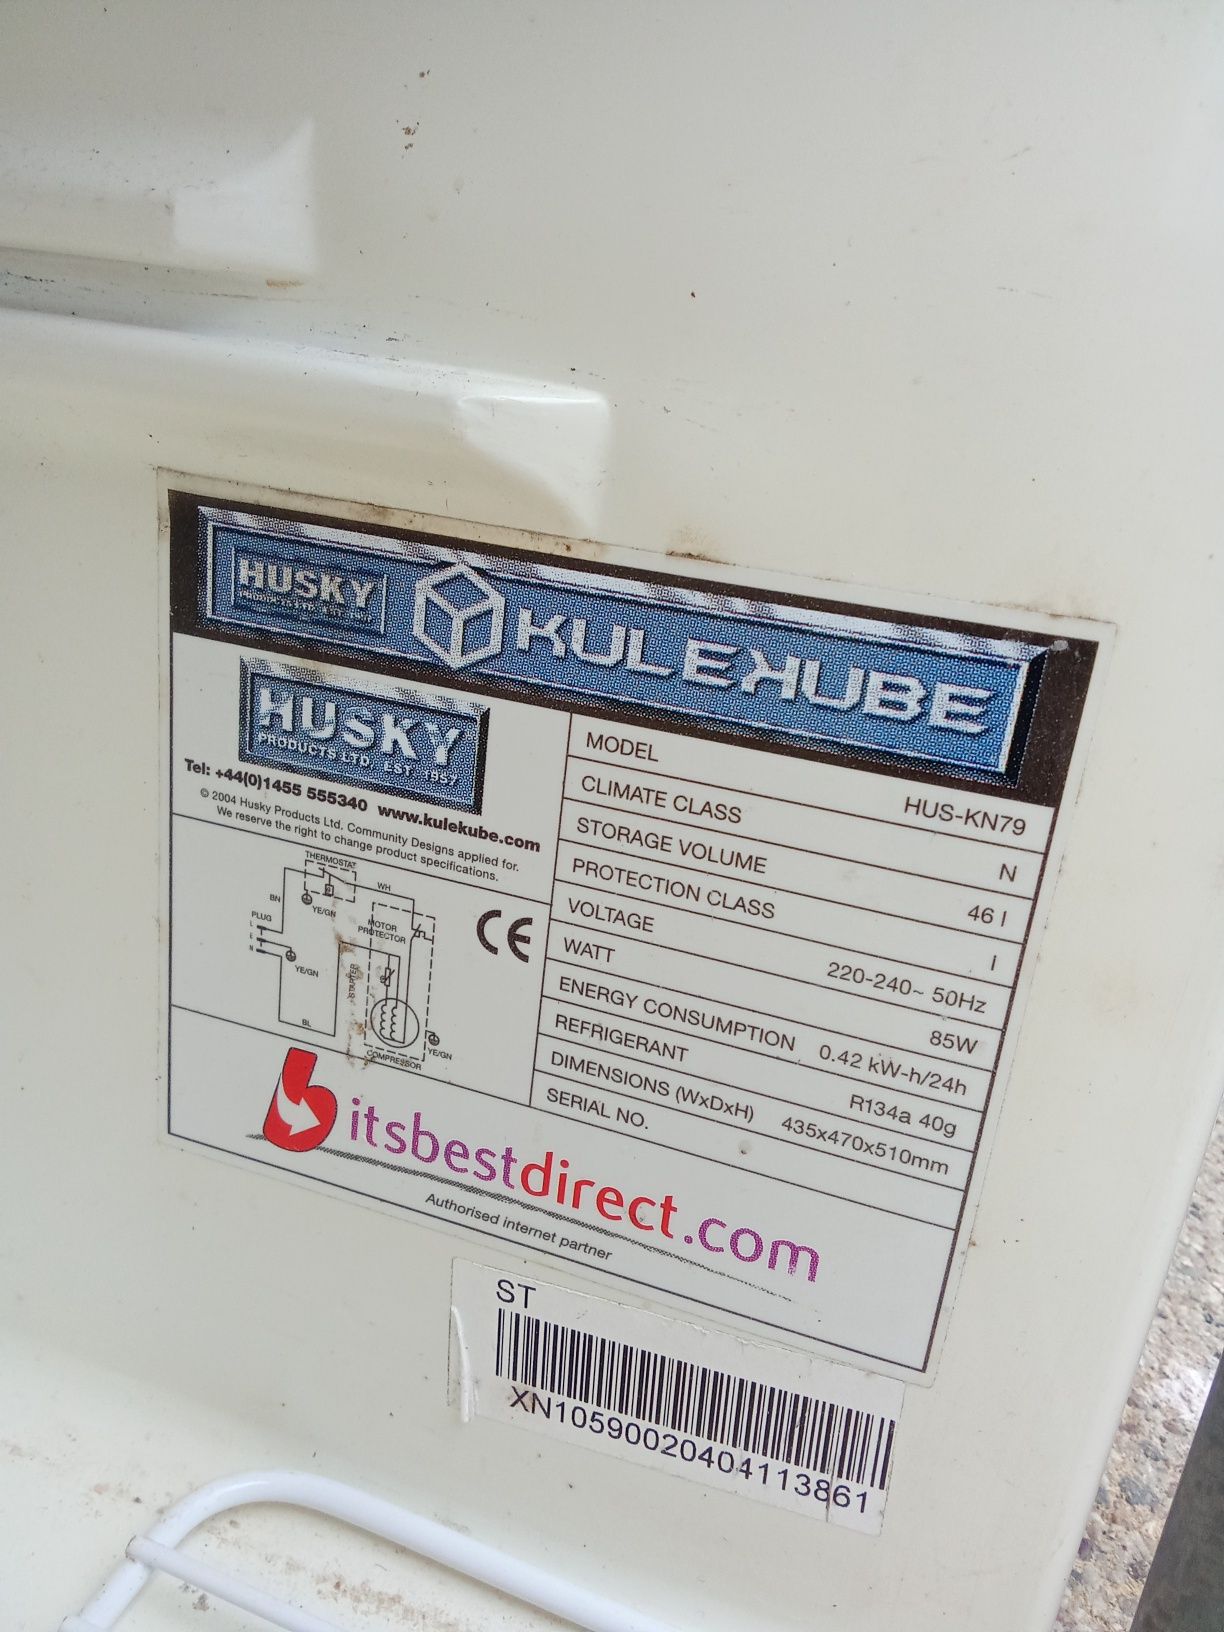 HUSKY
KULEKUBE
HUSKY
PRODUCTS LTD. EST. 1957
Tel: +44(0)1455 555340 www.kulekube.com
© 2004 Husky Products Ltd. Community Designs applied for.
We reserve the right to change product specifications.
THERMOSTAT
BN
WH
YE/GN
PLUG
L
E
N
YE/GN
MOTOR
PROTECTOR
STARTER
BL
COMPRESSOR
YE/GN
CE
MODEL HUS-KN79
CLIMATE CLASS N
STORAGE VOLUME 46 l
PROTECTION CLASS I
VOLTAGE 220-240~ 50Hz
WATT 85W
ENERGY CONSUMPTION 0.42 kW-h/24h
REFRIGERANT R134a 40g
DIMENSIONS (WxDxH) 435x470x510mm
SERIAL NO.
itsbestdirect.com
Authorised internet partner
ST
XN10590020404113861